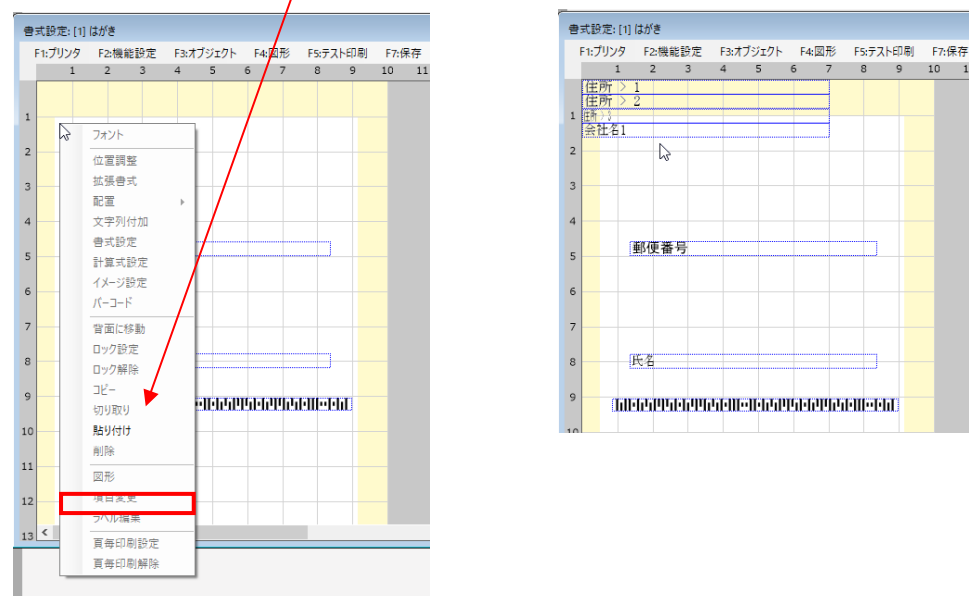 書式設定: [1] はがき
F1:プリンタ F2:機能設定 F3:オブジェクト F4:図形 F5:テスト印刷 F7:保存
1 2 3 4 5 6 7 8 9 10 11
1
2
3
4
5
6
7
8
9
10
11
12
13
フォント
位置調整
拡張書式
配置
文字列付加
書式設定
計算式設定
イメージ設定
バーコード
背面に移動
ロック設定
ロック解除
コピー
切り取り
貼り付け
削除
図形
項目変更
ラベル編集
頁毎印刷設定
頁毎印刷解除
書式設定: [1] はがき
F1:プリンタ F2:機能設定 F3:オブジェクト F4:図形 F5:テスト印刷 F7:保存
1 2 3 4 5 6 7 8 9 10
住所 > 1
住所 > 2
住所 > 3
会社名1
1
2
3
4
郵便番号
5
6
7
氏名
8
9
10